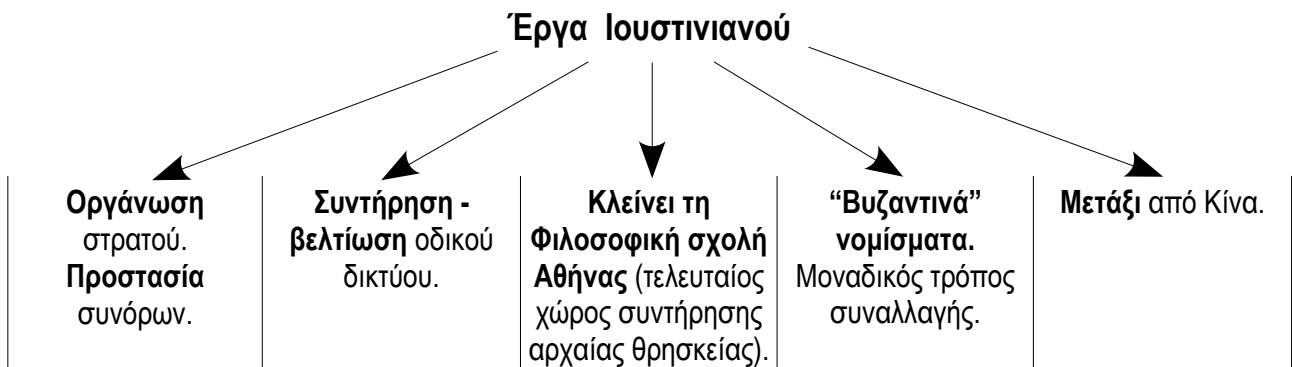 Έργα Ιουστινιανού
Οργάνωση
στρατού.
Προστασία
συνόρων.
Συντήρηση -
βελτίωση οδικού
δικτύου.
Κλείνει τη
Φιλοσοφική σχολή
Αθήνας (τελευταίος
χώρος συντήρησης
αρχαίας θρησκείας).
“Βυζαντινά”
νομίσματα.
Μοναδικός τρόπος
συναλλαγής.
Μετάξι από Κίνα.